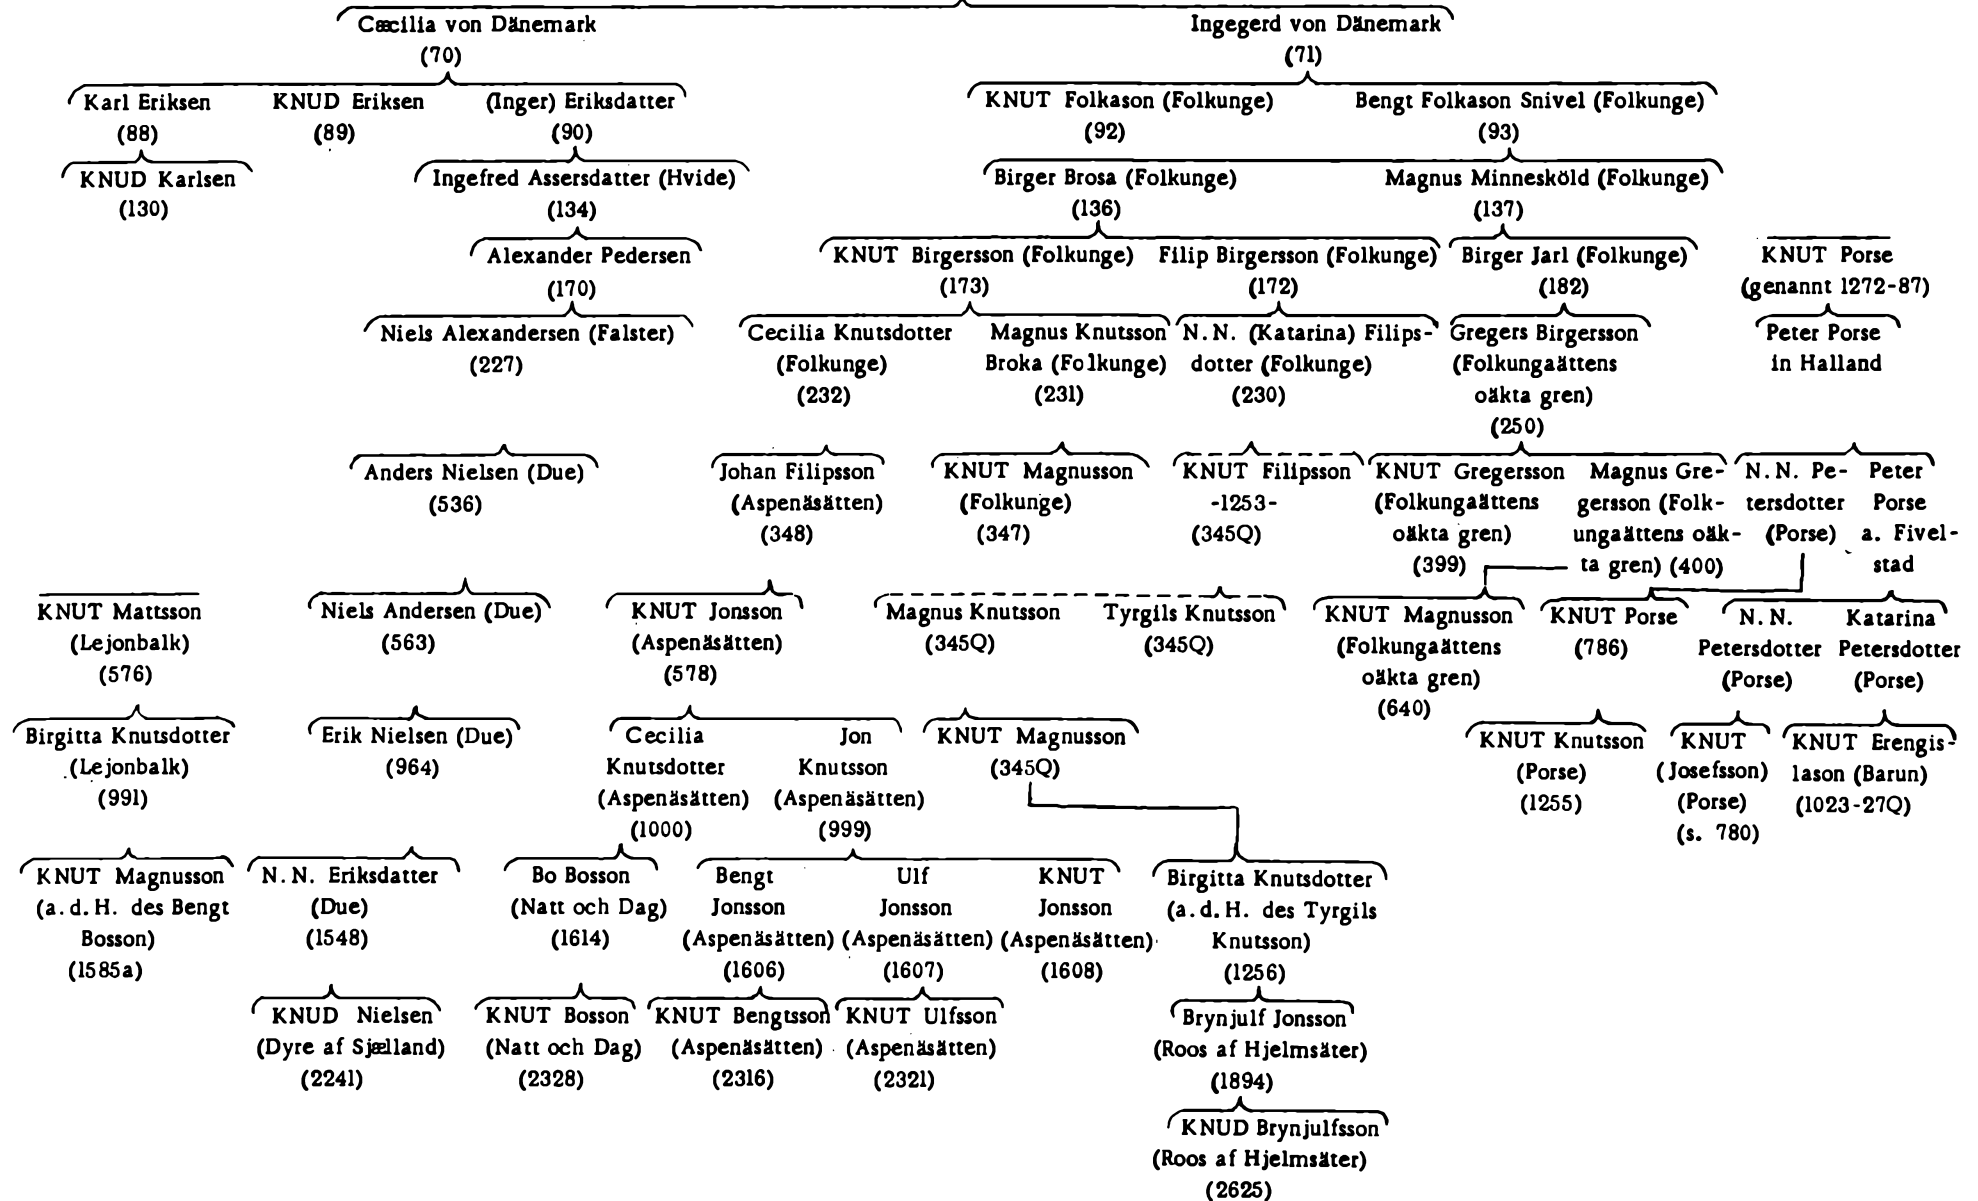 Cæcilia von Dänemark
(70)
Ingegerd von Dänemark
(71)
Karl Eriksen
(88)
KNUD Eriksen
(89)
(Inger) Eriksdatter
(90)
KNUT Folkason (Folkunge)
(92)
Bengt Folkason Snivel (Folkunge)
(93)
KNUD Karlsen
(130)
Ingefred Assersdatter (Hvide)
(134)
Birger Brosa (Folkunge)
(136)
Magnus Minnesköld (Folkunge)
(137)
Alexander Pedersen
(170)
KNUT Birgersson (Folkunge)
(173)
Filip Birgersson (Folkunge)
(172)
Birger Jarl (Folkunge)
(182)
KNUT Porse
(genannt 1272-87)
Niels Alexandersen (Falster)
(227)
Cecilia Knutsdotter
(Folkunge)
(232)
Magnus Knutsson
Broka (Folkunge)
(231)
N.N. (Katarina) Filips-
dotter (Folkunge)
(230)
Gregers Birgersson
(Folkungaättens
oäkta gren)
(250)
Peter Porse
in Halland
Anders Nielsen (Due)
(536)
Johan Filipsson
(Aspenäsätten)
(348)
KNUT Magnusson
(Folkunge)
(347)
KNUT Filipsson
-1253-
(345Q)
KNUT Gregersson
(Folkungaättens
oäkta gren)
(399)
Magnus Gre-
gersson (Folk-
ungaättens oäk-
ta gren) (400)
N.N. Pe-
tersdotter
(Porse)
Peter
Porse
a. Fivel-
stad
KNUT Mattsson
(Lejonbalk)
(576)
Niels Andersen (Due)
(563)
KNUT Jonsson
(Aspenäsätten)
(578)
Magnus Knutsson
(345Q)
Tyrgils Knutsson
(345Q)
KNUT Magnusson
(Folkungaättens
oäkta gren)
(640)
KNUT Porse
(786)
N.N.
Petersdotter
(Porse)
Katarina
Petersdotter
(Porse)
Birgitta Knutsdotter
(Lejonbalk)
(991)
Erik Nielsen (Due)
(964)
Cecilia
Knutsdotter
(Aspenäsätten)
(1000)
Jon
Knutsson
(Aspenäsätten)
(999)
KNUT Magnusson
(345Q)
KNUT Knutsson
(Porse)
(1255)
KNUT
(Josefsson)
(Porse)
(s. 780)
KNUT Erengis-
lason (Barun)
(1023-27Q)
KNUT Magnusson
(a.d.H. des Bengt
Bosson)
(1585a)
N.N. Eriksdatter
(Due)
(1548)
Bo Bosson
(Natt och Dag)
(1614)
Bengt
Jonsson
(Aspenäsätten)
(1606)
Ulf
Jonsson
(Aspenäsätten)
(1607)
KNUT
Jonsson
(Aspenäsätten)
(1608)
Birgitta Knutsdotter
(a.d.H. des Tyrgils
Knutsson)
(1256)
KNUD Nielsen
(Dyre af Sjælland)
(2241)
KNUT Bosson
(Natt och Dag)
(2328)
KNUT Bengtsson
(Aspenäsätten)
(2316)
KNUT Ulfsson
(Aspenäsätten)
(2321)
Brynjulf Jonsson
(Roos af Hjelmsäter)
(1894)
KNUD Brynjulfsson
(Roos af Hjelmsäter)
(2625)